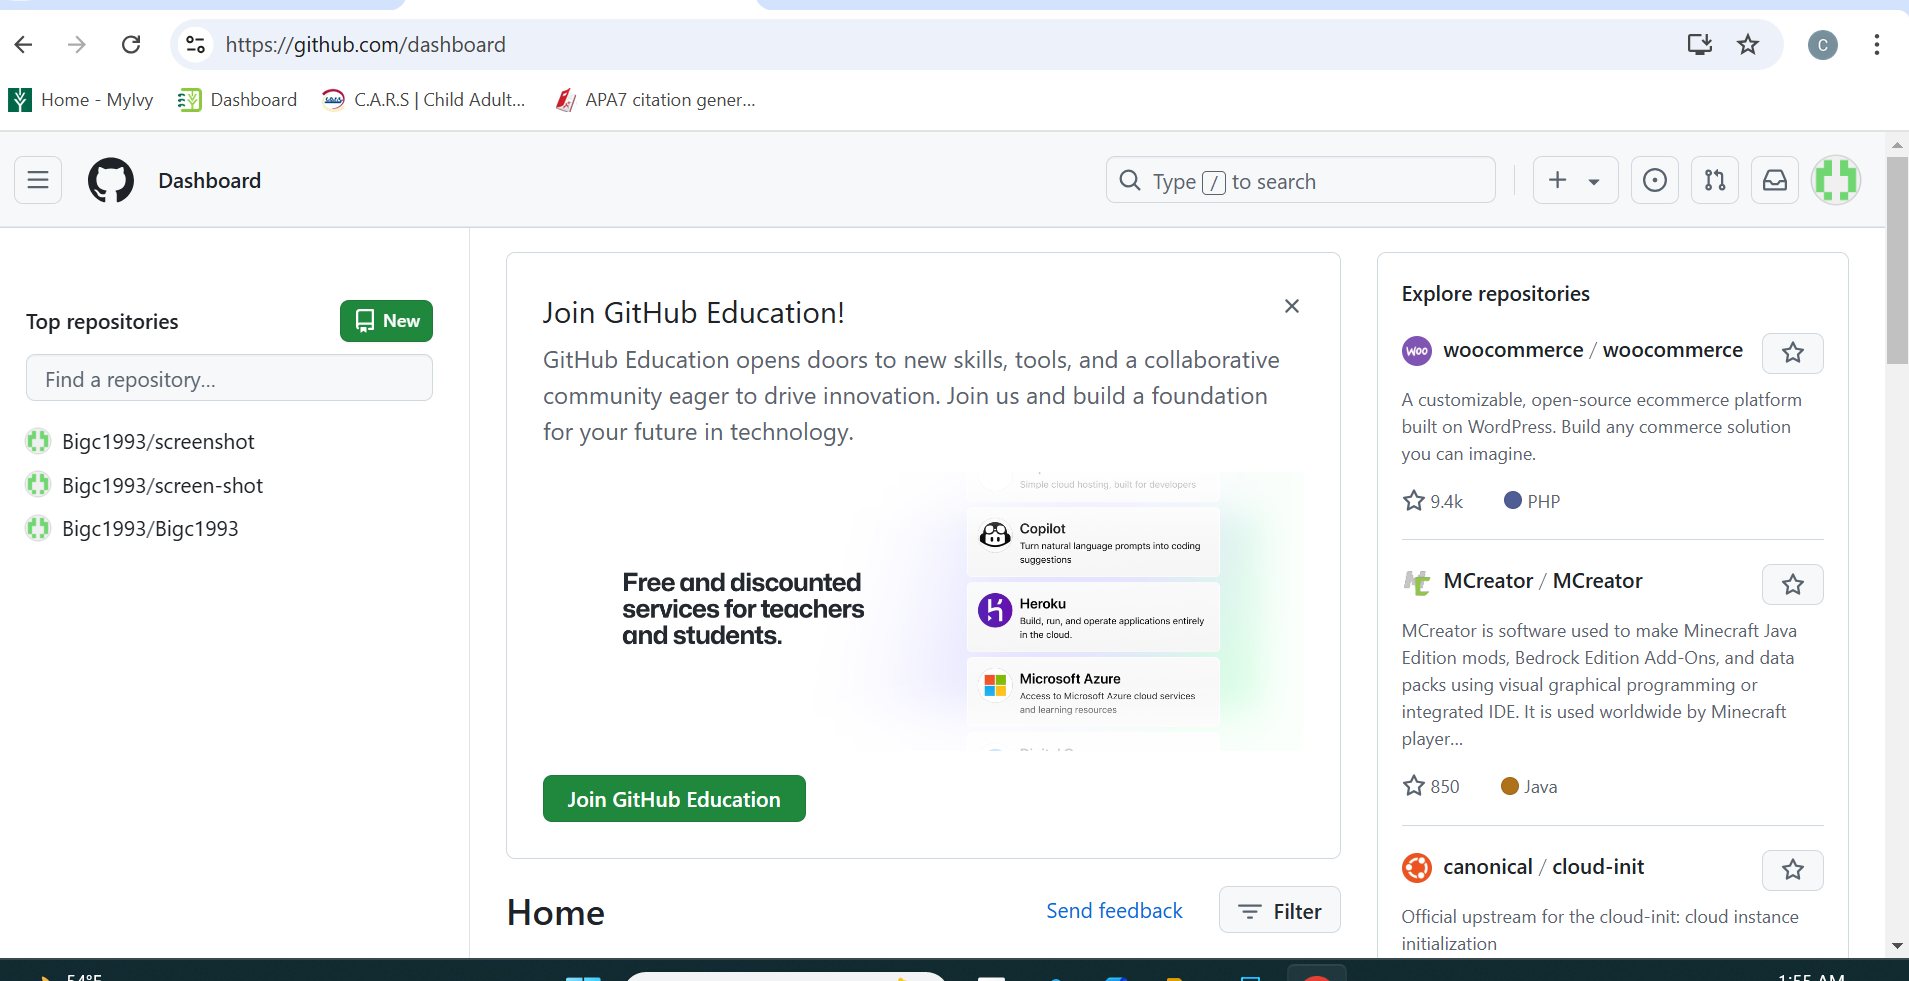 https://github.com/dashboard
C
Home - MyIvy
Dashboard
C.A.R.S | Child Adult...
APA7 citation gener...
Dashboard
Type / to search
Top repositories
New
Find a repository...
Bigc1993/screenshot
Bigc1993/screen-shot
Bigc1993/Bigc1993
Join GitHub Education!
GitHub Education opens doors to new skills, tools, and a collaborative
community eager to drive innovation. Join us and build a foundation
for your future in technology.
Free and discounted
services for teachers
and students.
Simple cloud hosting, built for developers
Copilot
Turn natural language prompts into coding
suggestions
Heroku
Build, run, and operate applications entirely
in the cloud.
Microsoft Azure
Access to Microsoft Azure cloud services
and learning resources
Join GitHub Education
Home
Send feedback
Filter
Explore repositories
Woo
woocommerce / woocommerce
A customizable, open-source ecommerce platform
built on WordPress. Build any commerce solution
you can imagine.
9.4k
PHP
MCreator / MCreator
MCreator is software used to make Minecraft Java
Edition mods, Bedrock Edition Add-Ons, and data
packs using visual graphical programming or
integrated IDE. It is used worldwide by Minecraft
player...
850
Java
canonical / cloud-init
Official upstream for the cloud-init: cloud instance
initialization
54°F
1:55 AM